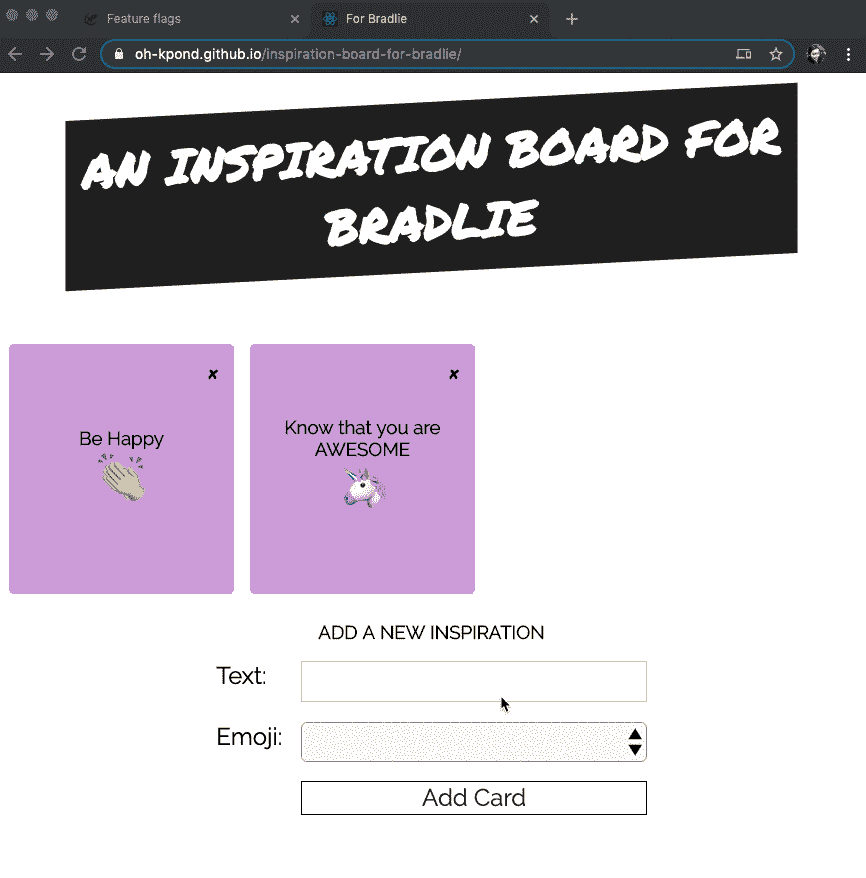 Feature flags
For Bradlie
oh-kpond.github.io/inspiration-board-for-bradlie/
AN INSPIRATION BOARD FOR
BRADLIE
✘
✘
Be Happy
Know that you are
AWESOME
ADD A NEW INSPIRATION
Text:
Emoji:
Add Card